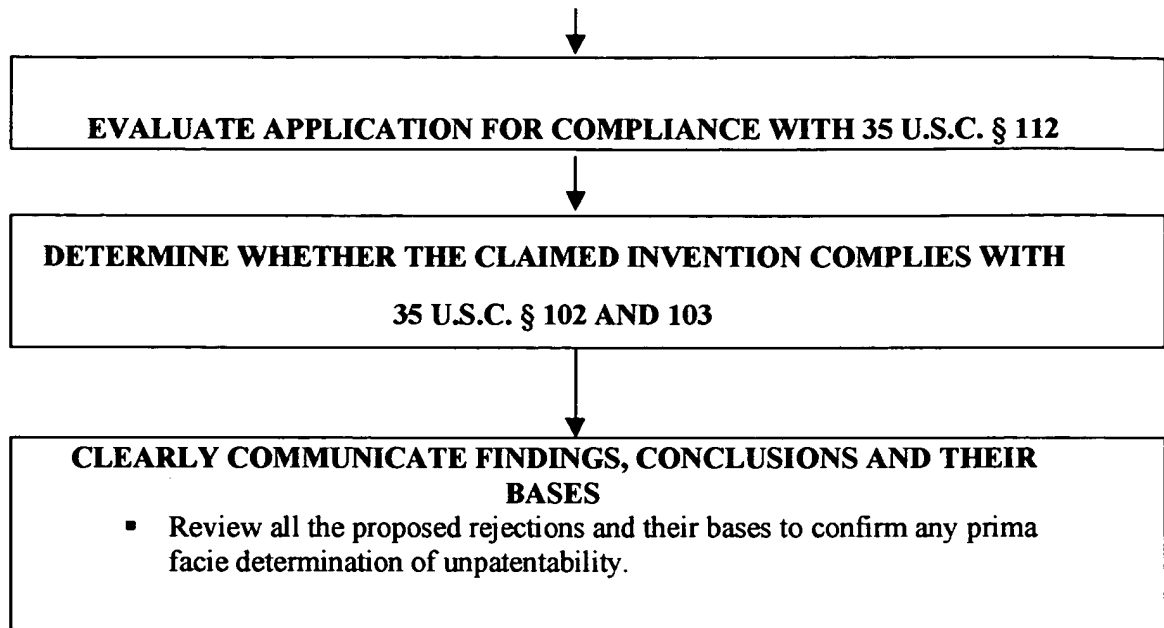 EVALUATE APPLICATION FOR COMPLIANCE WITH 35 U.S.C. § 112
DETERMINE WHETHER THE CLAIMED INVENTION COMPLIES WITH
35 U.S.C. § 102 AND 103
CLEARLY COMMUNICATE FINDINGS, CONCLUSIONS AND THEIR
BASES
▪ Review all the proposed rejections and their bases to confirm any prima
facie determination of unpatentability.